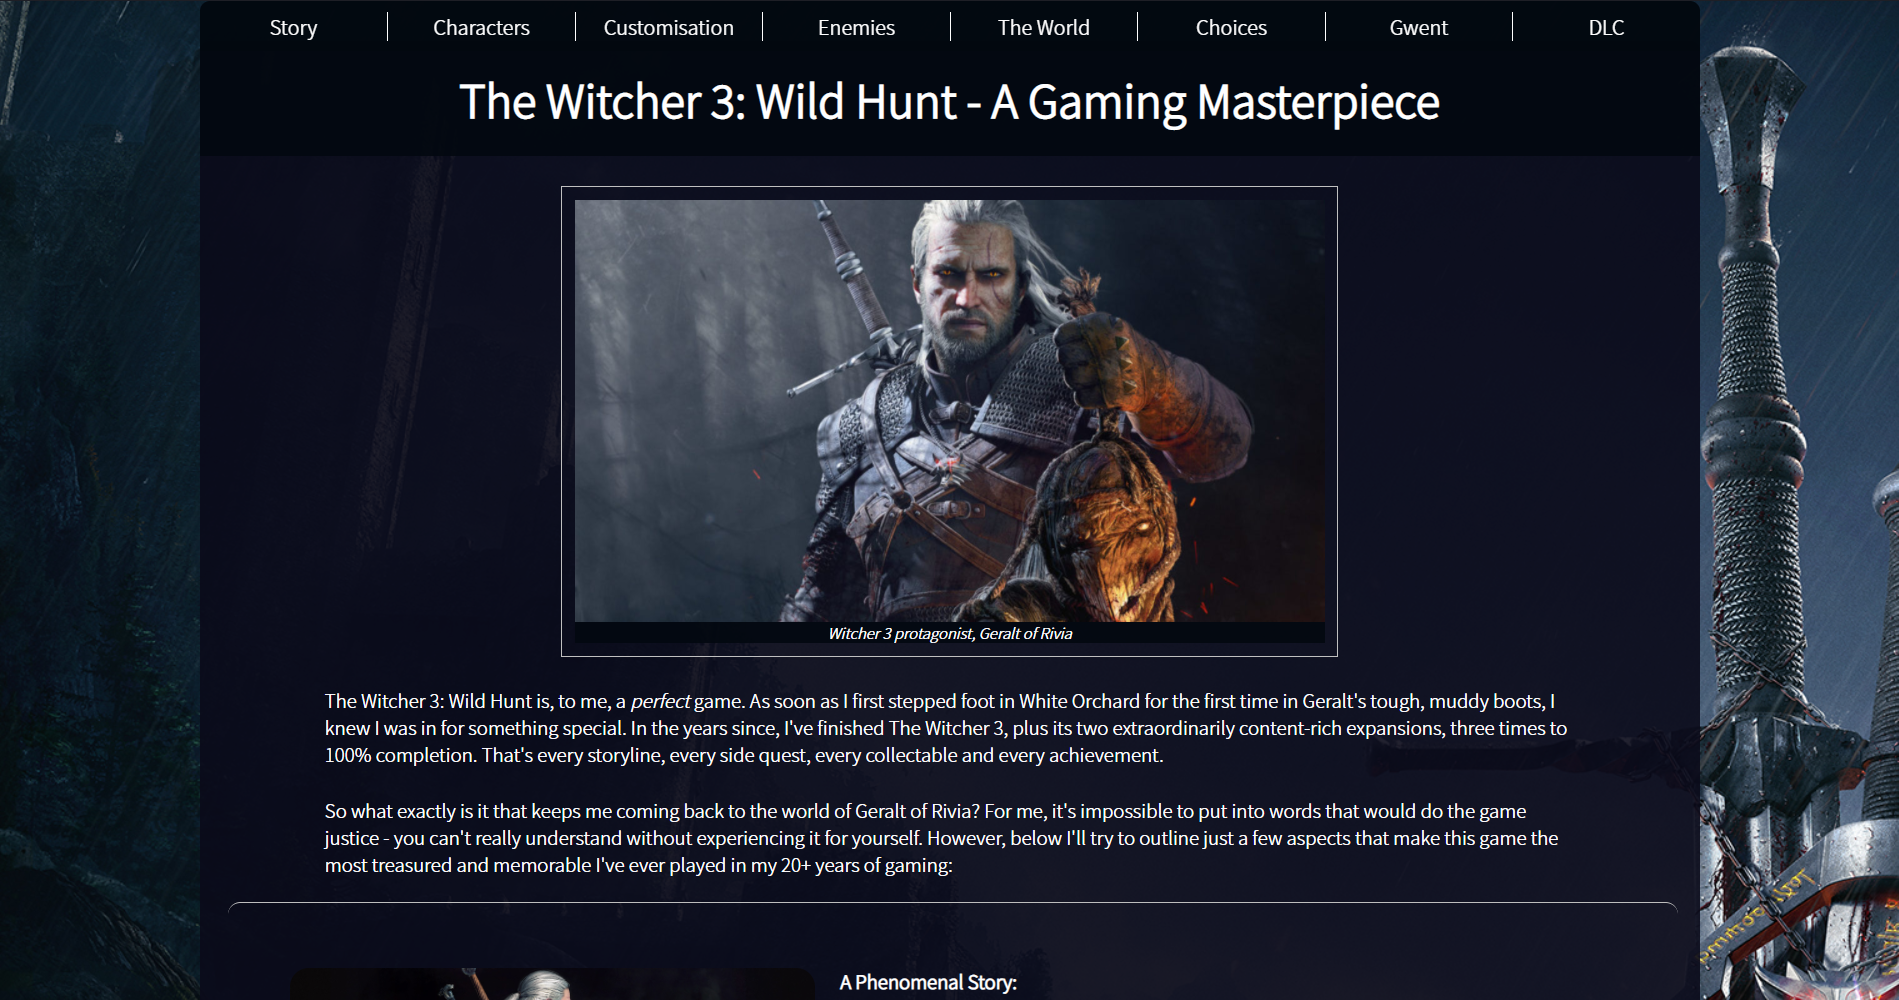 Story
Characters
Customisation
Enemies
The World
Choices
Gwent
DLC
The Witcher 3: Wild Hunt - A Gaming Masterpiece
Witcher 3 protagonist, Geralt of Rivia
The Witcher 3: Wild Hunt is, to me, a perfect game. As soon as I first stepped foot in White Orchard for the first time in Geralt's tough, muddy boots, I
knew I was in for something special. In the years since, I've finished The Witcher 3, plus its two extraordinarily content-rich expansions, three times to
100% completion. That's every storyline, every side quest, every collectable and every achievement.
So what exactly is it that keeps me coming back to the world of Geralt of Rivia? For me, it's impossible to put into words that would do the game
justice - you can't really understand without experiencing it for yourself. However, below I'll try to outline just a few aspects that make this game the
most treasured and memorable I've ever played in my 20+ years of gaming:
A Phenomenal Story: